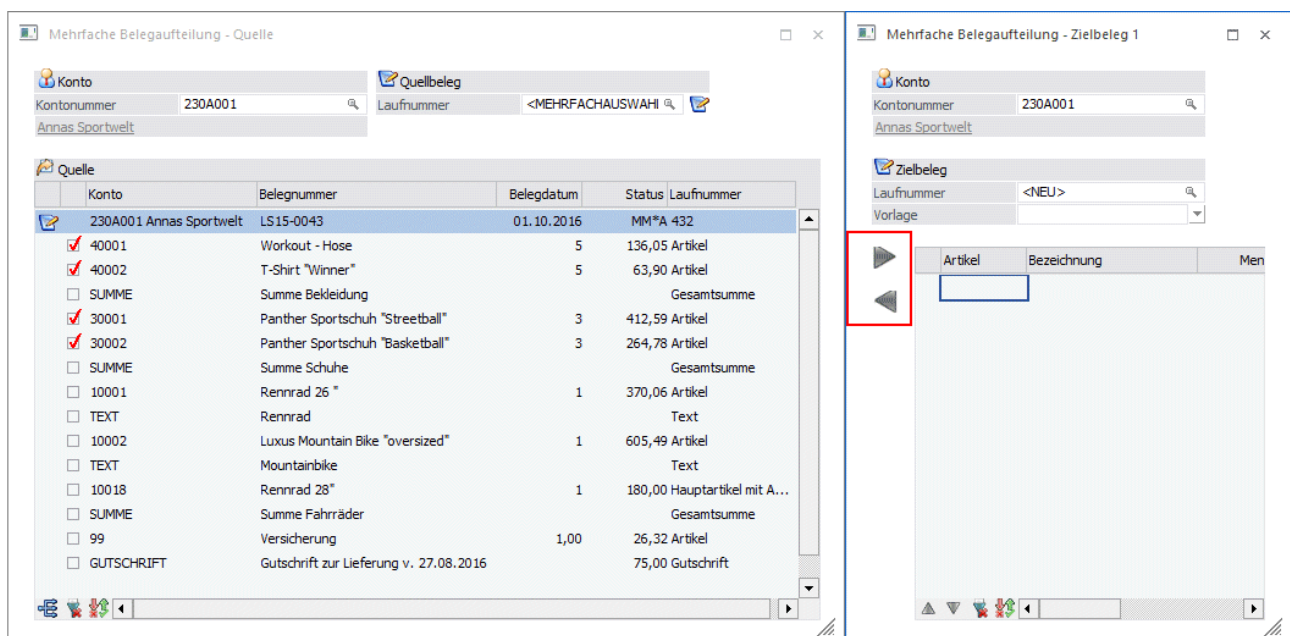 Mehrfache Belegaufteilung - Quelle
Konto Quellbeleg
Kontonummer 230A001 Laufnummer <MEHRFACHAUSWAHI
Annas Sportwelt
Quelle
Konto Belegnummer Belegdatum Status Laufnummer
230A001 Annas Sportwelt LS15-0043 01.10.2016 MM*A 432
40001 Workout - Hose 5 136,05 Artikel
40002 T-Shirt "Winner" 5 63,90 Artikel
SUMME Summe Bekleidung Gesamtsumme
30001 Panther Sportschuh "Streetball" 3 412,59 Artikel
30002 Panther Sportschuh "Basketball" 3 264,78 Artikel
SUMME Summe Schuhe Gesamtsumme
10001 Rennrad 26 " 1 370,06 Artikel
TEXT Rennrad Text
10002 Luxus Mountain Bike "oversized" 1 605,49 Artikel
TEXT Mountainbike Text
10018 Rennrad 28" 1 180,00 Hauptartikel mit A...
SUMME Summe Fahrräder Gesamtsumme
99 Versicherung 1,00 26,32 Artikel
GUTSCHRIFT Gutschrift zur Lieferung v. 27.08.2016 75,00 Gutschrift
Mehrfache Belegaufteilung - Zielbeleg 1
Konto
Kontonummer 230A001
Annas Sportwelt
Zielbeleg
Laufnummer <NEU>
Vorlage
Artikel Bezeichnung Men